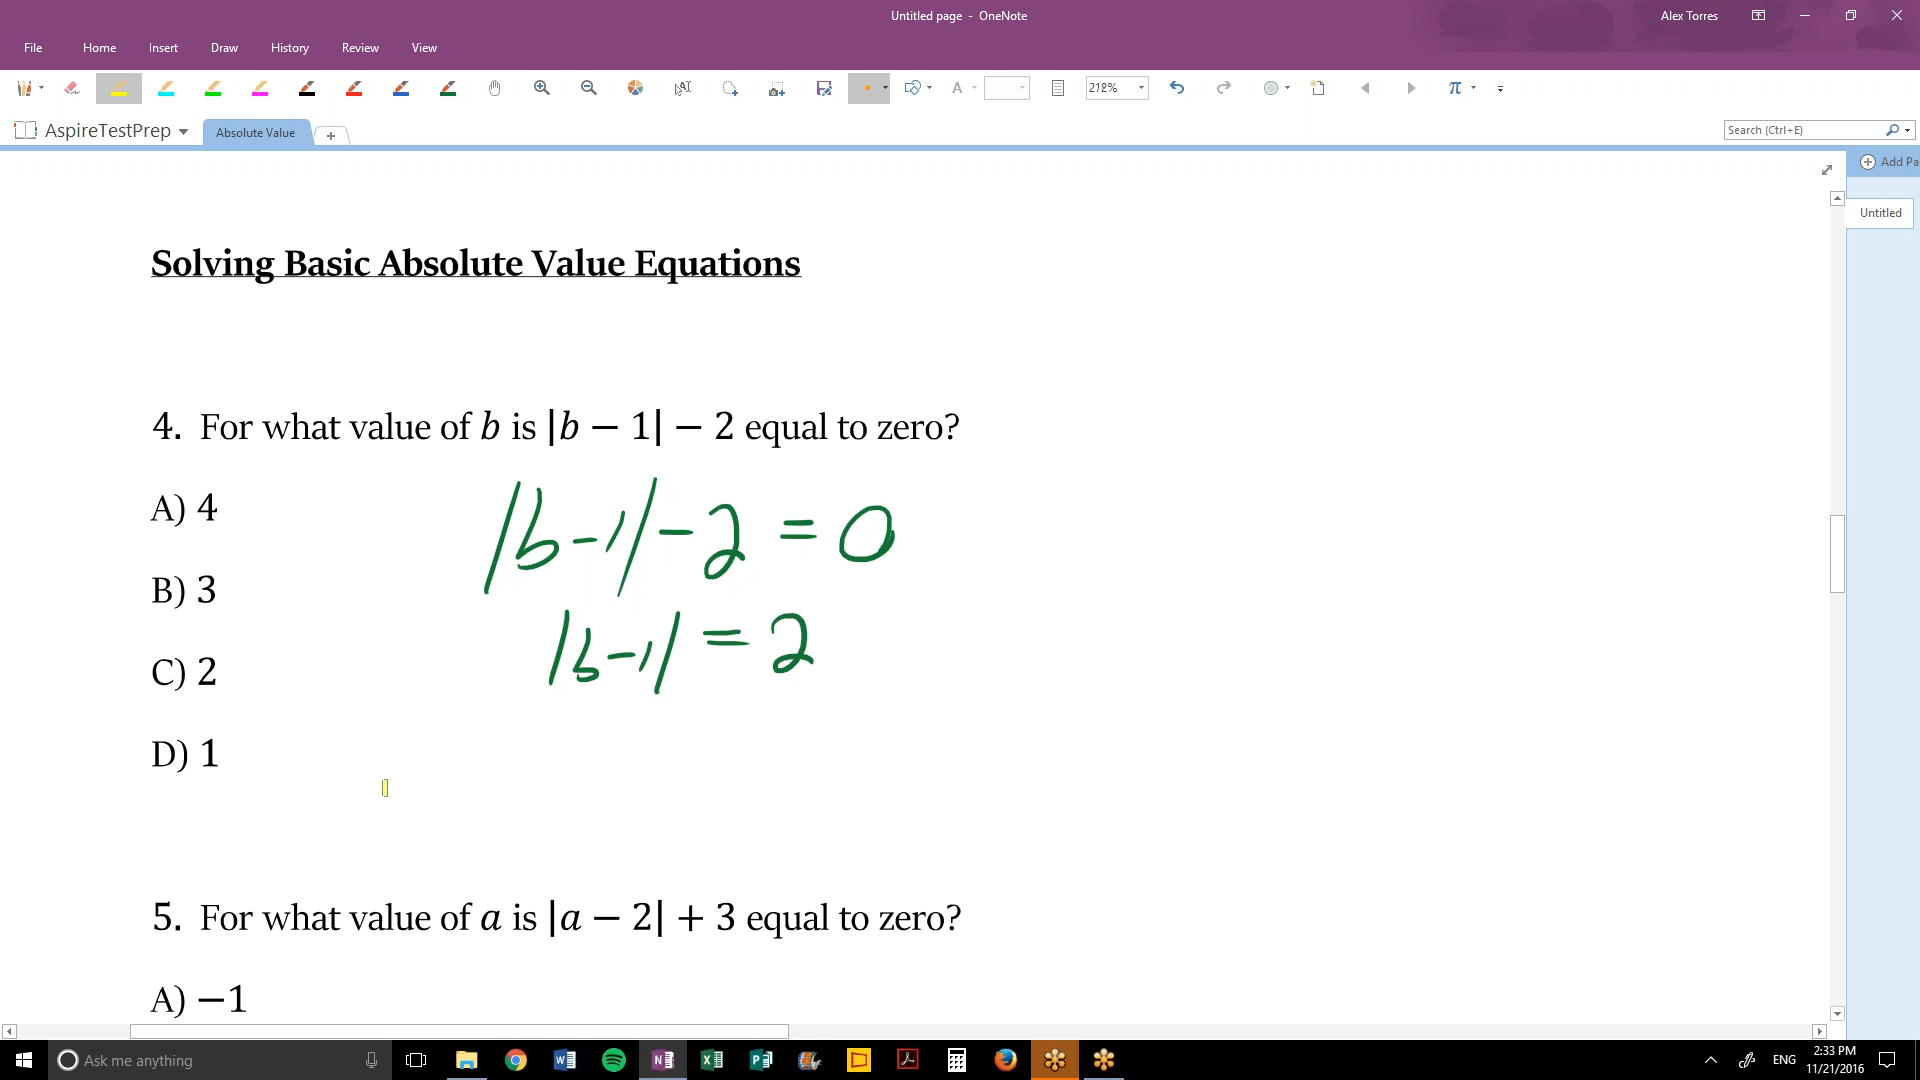 Untitled page - OneNote
Alex Torres
File Home Insert Draw History Review View
212%
AspireTestPrep
Absolute Value
Search (Ctrl+E)
Add Pa
Untitled
Solving Basic Absolute Value Equations
4. For what value of b is |b − 1| − 2 equal to zero?
A) 4
|b-1|-2 = 0
B) 3
|b-1| = 2
C) 2
D) 1
5. For what value of a is |a − 2| + 3 equal to zero?
A) −1
Ask me anything
ENG
2:33 PM
11/21/2016